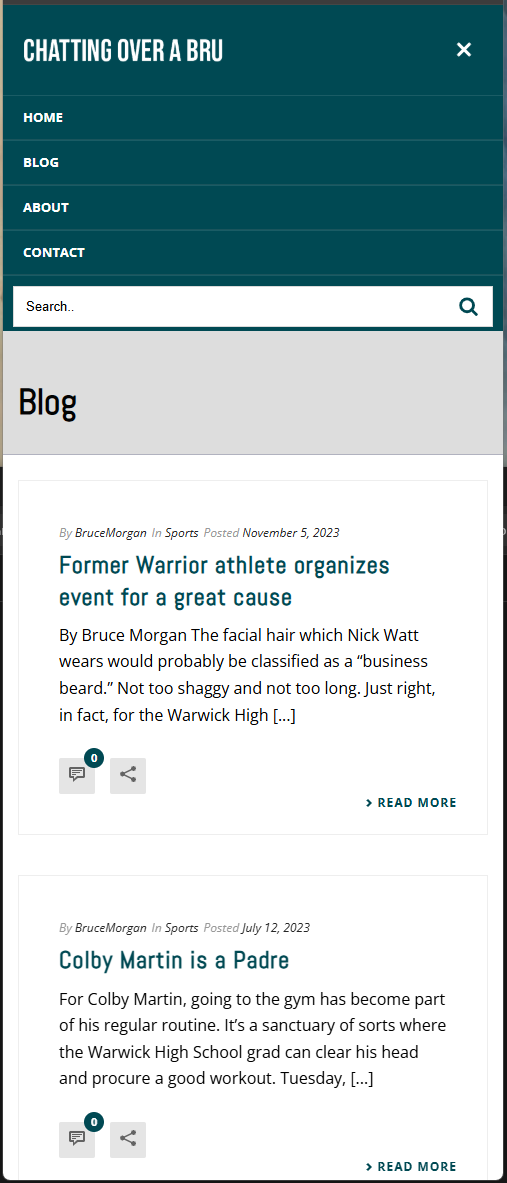 CHATTING OVER A BRU
HOME
BLOG
ABOUT
CONTACT
Search..
Blog
By BruceMorgan In Sports Posted November 5, 2023
Former Warrior athlete organizes
event for a great cause
By Bruce Morgan The facial hair which Nick Watt
wears would probably be classified as a “business
beard.” Not too shaggy and not too long. Just right,
in fact, for the Warwick High [...]
0
READ MORE
By BruceMorgan In Sports Posted July 12, 2023
Colby Martin is a Padre
For Colby Martin, going to the gym has become part
of his regular routine. It’s a sanctuary of sorts where
the Warwick High School grad can clear his head
and procure a good workout. Tuesday, [...]
0
READ MORE